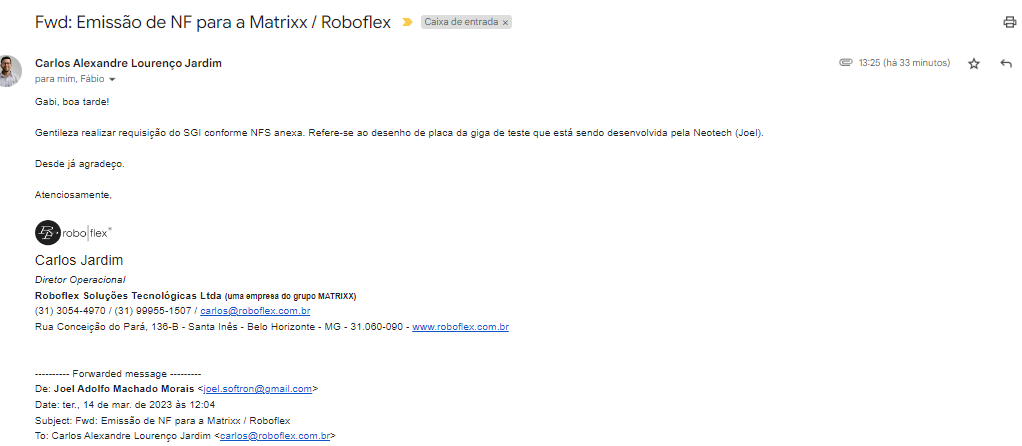 Fwd: Emissão de NF para a Matrixx / Roboflex
Caixa de entrada x
Carlos Alexandre Lourenço Jardim
13:25 (há 33 minutos)
para mim, Fábio
Gabi, boa tarde!
Gentileza realizar requisição do SGI conforme NFS anexa. Refere-se ao desenho de placa da giga de teste que está sendo desenvolvida pela Neotech (Joel).
Desde já agradeço.
Atenciosamente,
robo|flex
Carlos Jardim
Diretor Operacional
Roboflex Soluções Tecnológicas Ltda (uma empresa do grupo MATRIXX)
(31) 3054-4970 / (31) 99955-1507 / carlos@roboflex.com.br
Rua Conceição do Pará, 136-B - Santa Inês - Belo Horizonte - MG - 31.060-090 - www.roboflex.com.br
---------- Forwarded message ---------
De: Joel Adolfo Machado Morais <joel.softron@gmail.com>
Date: ter., 14 de mar. de 2023 às 12:04
Subject: Fwd: Emissão de NF para a Matrixx / Roboflex
To: Carlos Alexandre Lourenço Jardim <carlos@roboflex.com.br>